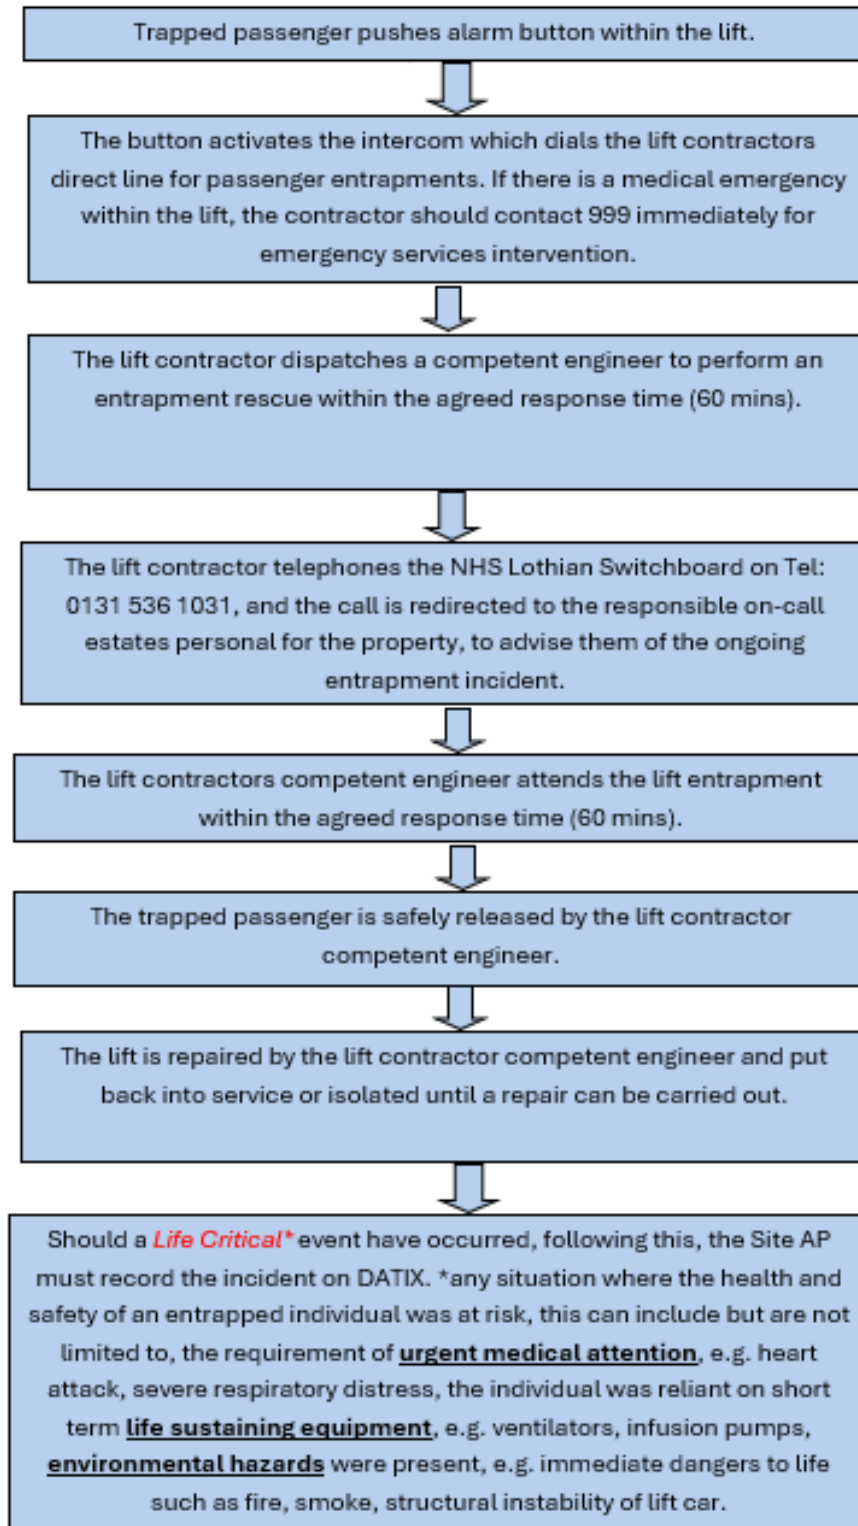 Trapped passenger pushes alarm button within the lift.
The button activates the intercom which dials the lift contractors
direct line for passenger entrapments. If there is a medical emergency
within the lift, the contractor should contact 999 immediately for
emergency services intervention.
The lift contractor dispatches a competent engineer to perform an
entrapment rescue within the agreed response time (60 mins).
The lift contractor telephones the NHS Lothian Switchboard on Tel:
0131 536 1031, and the call is redirected to the responsible on-call
estates personal for the property, to advise them of the ongoing
entrapment incident.
The lift contractors competent engineer attends the lift entrapment
within the agreed response time (60 mins).
The trapped passenger is safely released by the lift contractor
competent engineer.
The lift is repaired by the lift contractor competent engineer and put
back into service or isolated until a repair can be carried out.
Should a Life Critical* event have occurred, following this, the Site AP
must record the incident on DATIX. *any situation where the health and
safety of an entrapped individual was at risk, this can include but are not
limited to, the requirement of urgent medical attention, e.g. heart
attack, severe respiratory distress, the individual was reliant on short
term life sustaining equipment, e.g. ventilators, infusion pumps,
environmental hazards were present, e.g. immediate dangers to life
such as fire, smoke, structural instability of lift car.